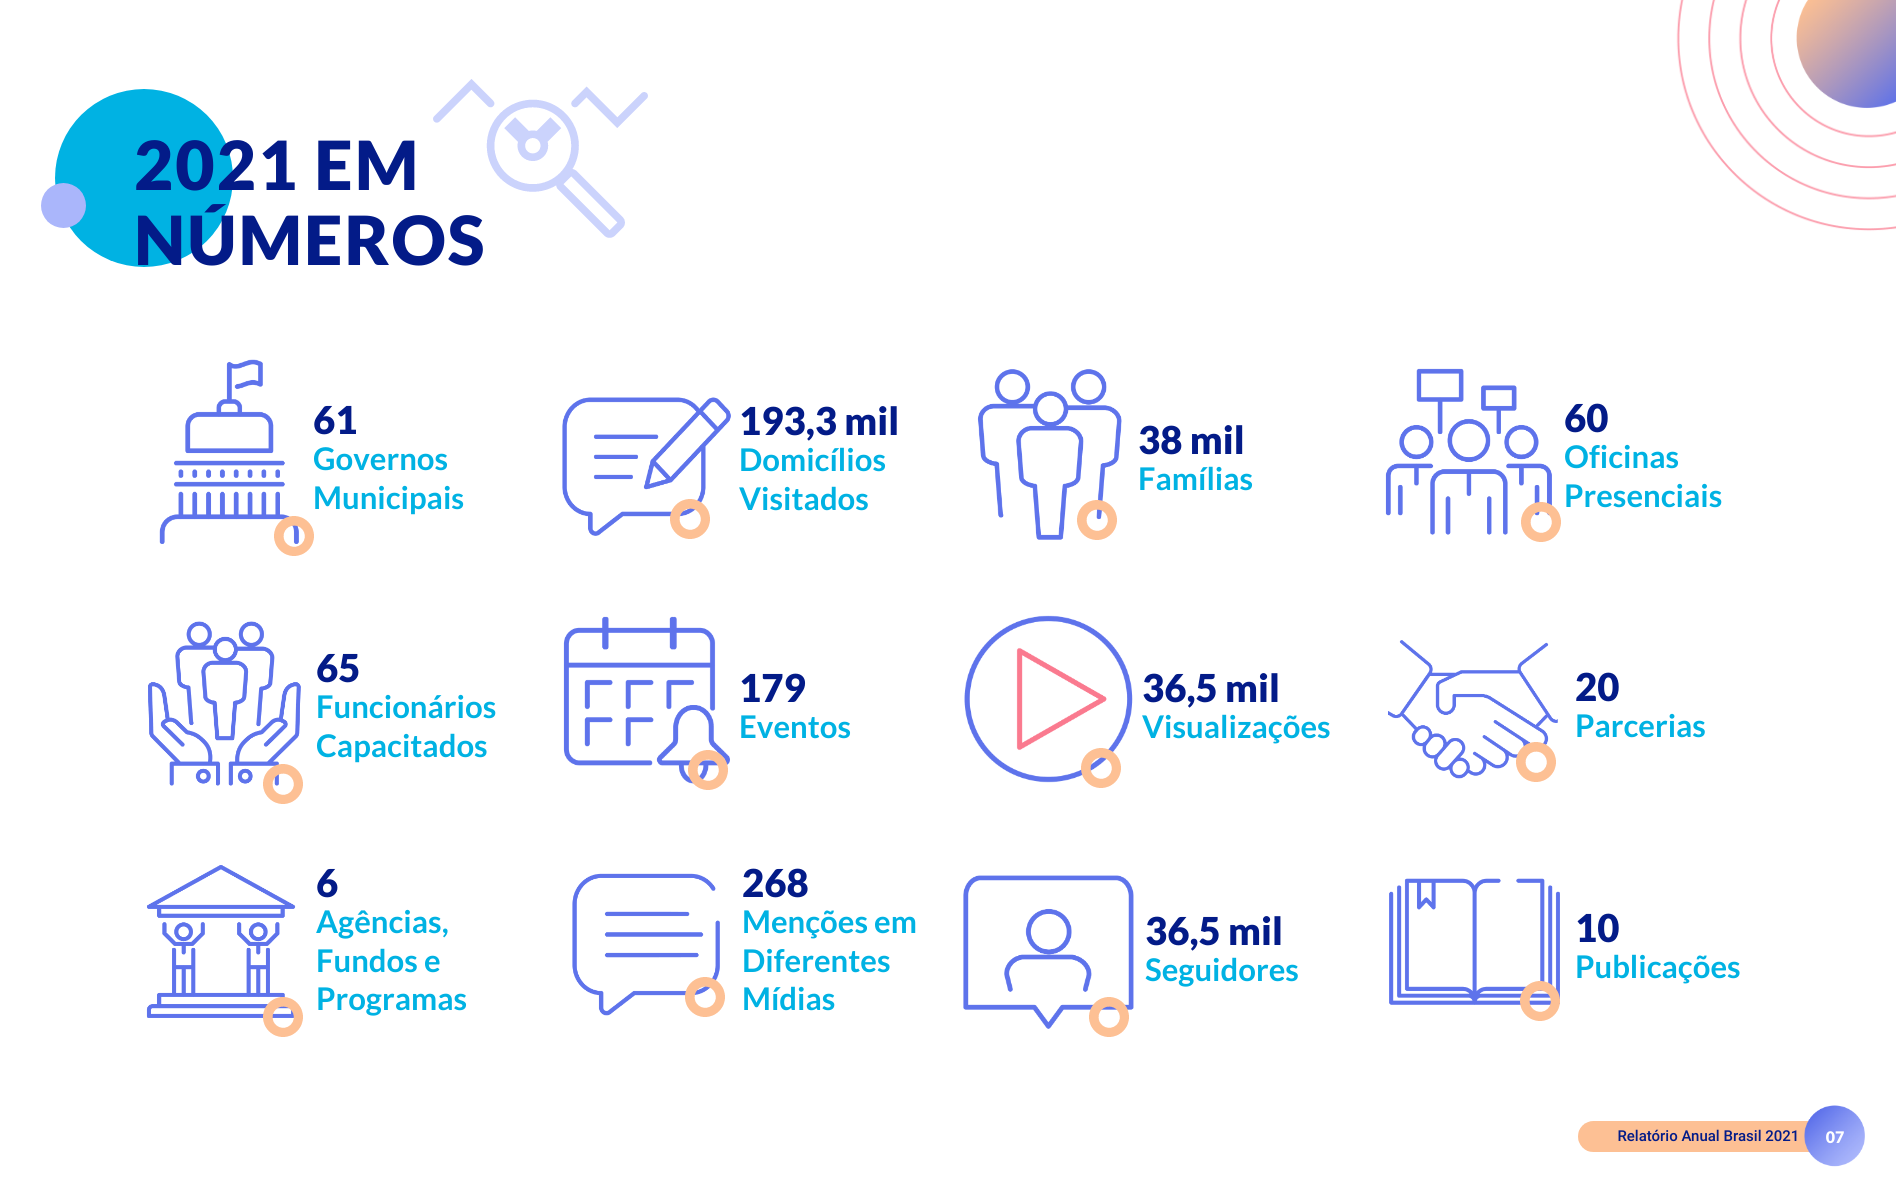 2021 EM
NÚMEROS
61
Governos
Municipais
193,3 mil
Domicílios
Visitados
38 mil
Famílias
60
Oficinas
Presenciais
65
Funcionários
Capacitados
179
Eventos
36,5 mil
Visualizações
20
Parcerias
6
Agências,
Fundos e
Programas
268
Menções em
Diferentes
Mídias
36,5 mil
Seguidores
10
Publicações
Relatório Anual Brasil 2021 07